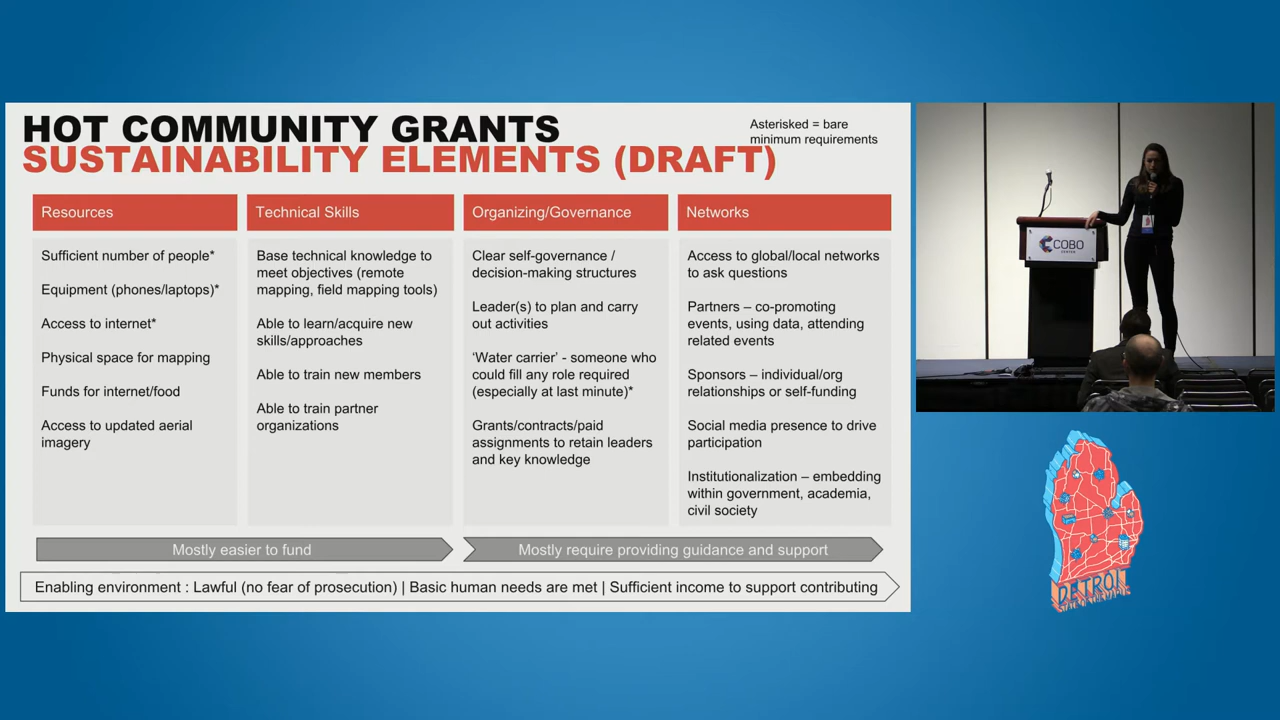 HOT COMMUNITY GRANTS
SUSTAINABILITY ELEMENTS (DRAFT)
Asterisked = bare
minimum requirements
Resources
Sufficient number of people*
Equipment (phones/laptops)*
Access to internet*
Physical space for mapping
Funds for internet/food
Access to updated aerial
imagery
Technical Skills
Base technical knowledge to
meet objectives (remote
mapping, field mapping tools)
Able to learn/acquire new
skills/approaches
Able to train new members
Able to train partner
organizations
Organizing/Governance
Clear self-governance /
decision-making structures
Leader(s) to plan and carry
out activities
‘Water carrier’ - someone who
could fill any role required
(especially at last minute)*
Grants/contracts/paid
assignments to retain leaders
and key knowledge
Networks
Access to global/local networks
to ask questions
Partners – co-promoting
events, using data, attending
related events
Sponsors – individual/org
relationships or self-funding
Social media presence to drive
participation
Institutionalization – embedding
within government, academia,
civil society
Mostly easier to fund
Mostly require providing guidance and support
Enabling environment : Lawful (no fear of prosecution) | Basic human needs are met | Sufficient income to support contributing
COBO
CENTER
DETROIT
STATE OF THE MAP US